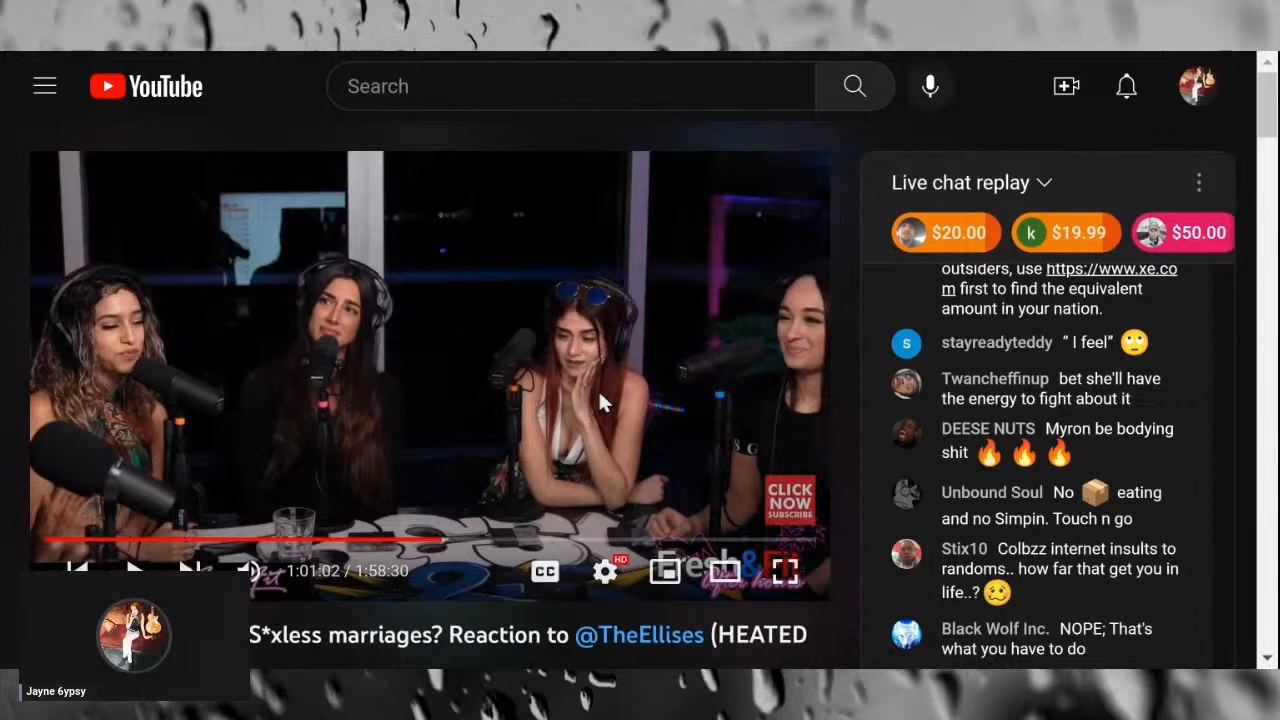 YouTube
Search
Live chat replay
$20.00
k
$19.99
$50.00
outsiders, use https://www.xe.co
m first to find the equivalent
amount in your nation.
S
stayreadyteddy “ I feel”
Twancheffinup bet she'll have
the energy to fight about it
DEESE NUTS Myron be bodying
shit
Unbound Soul No eating
and no Simpin. Touch n go
Stix10 Colbzz internet insults to
randoms.. how far that get you in
life..?
Black Wolf Inc. NOPE; That's
what you have to do
CLICK
NOW
SUBSCRIBE
Fresh&Fit
after hours
1:01:02 / 1:58:30
CC
HD
S*xless marriages? Reaction to @TheEllises (HEATED
Jayne 6ypsy